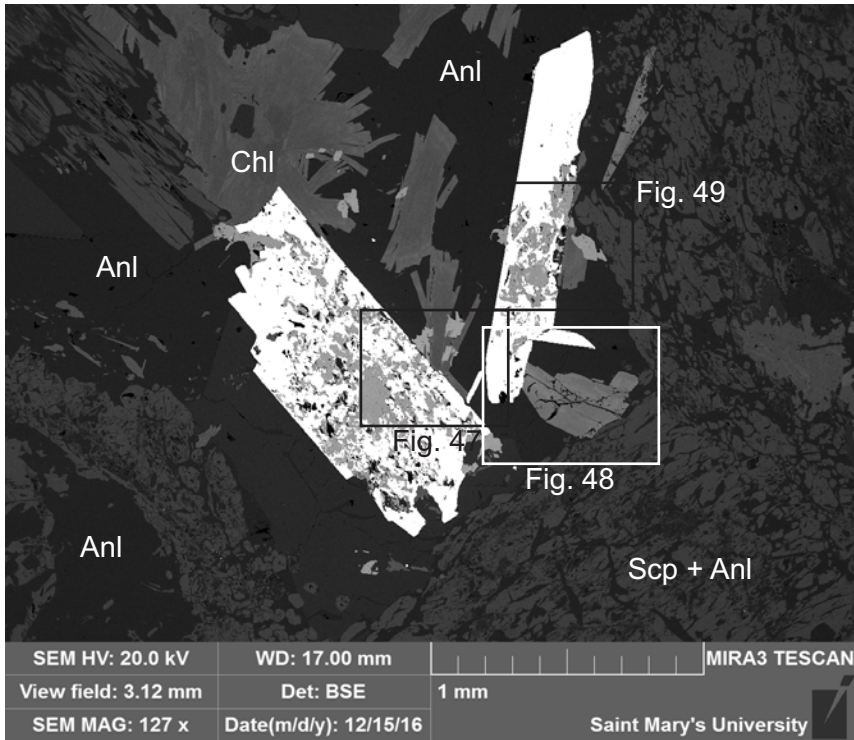 Anl
Chl
Fig. 49
Anl
Fig. 47
Fig. 48
Anl
Scp + Anl
SEM HV: 20.0 kV
WD: 17.00 mm
MIRA3 TESCAN
View field: 3.12 mm
Det: BSE
1 mm
SEM MAG: 127 x
Date(m/d/y): 12/15/16
Saint Mary's University